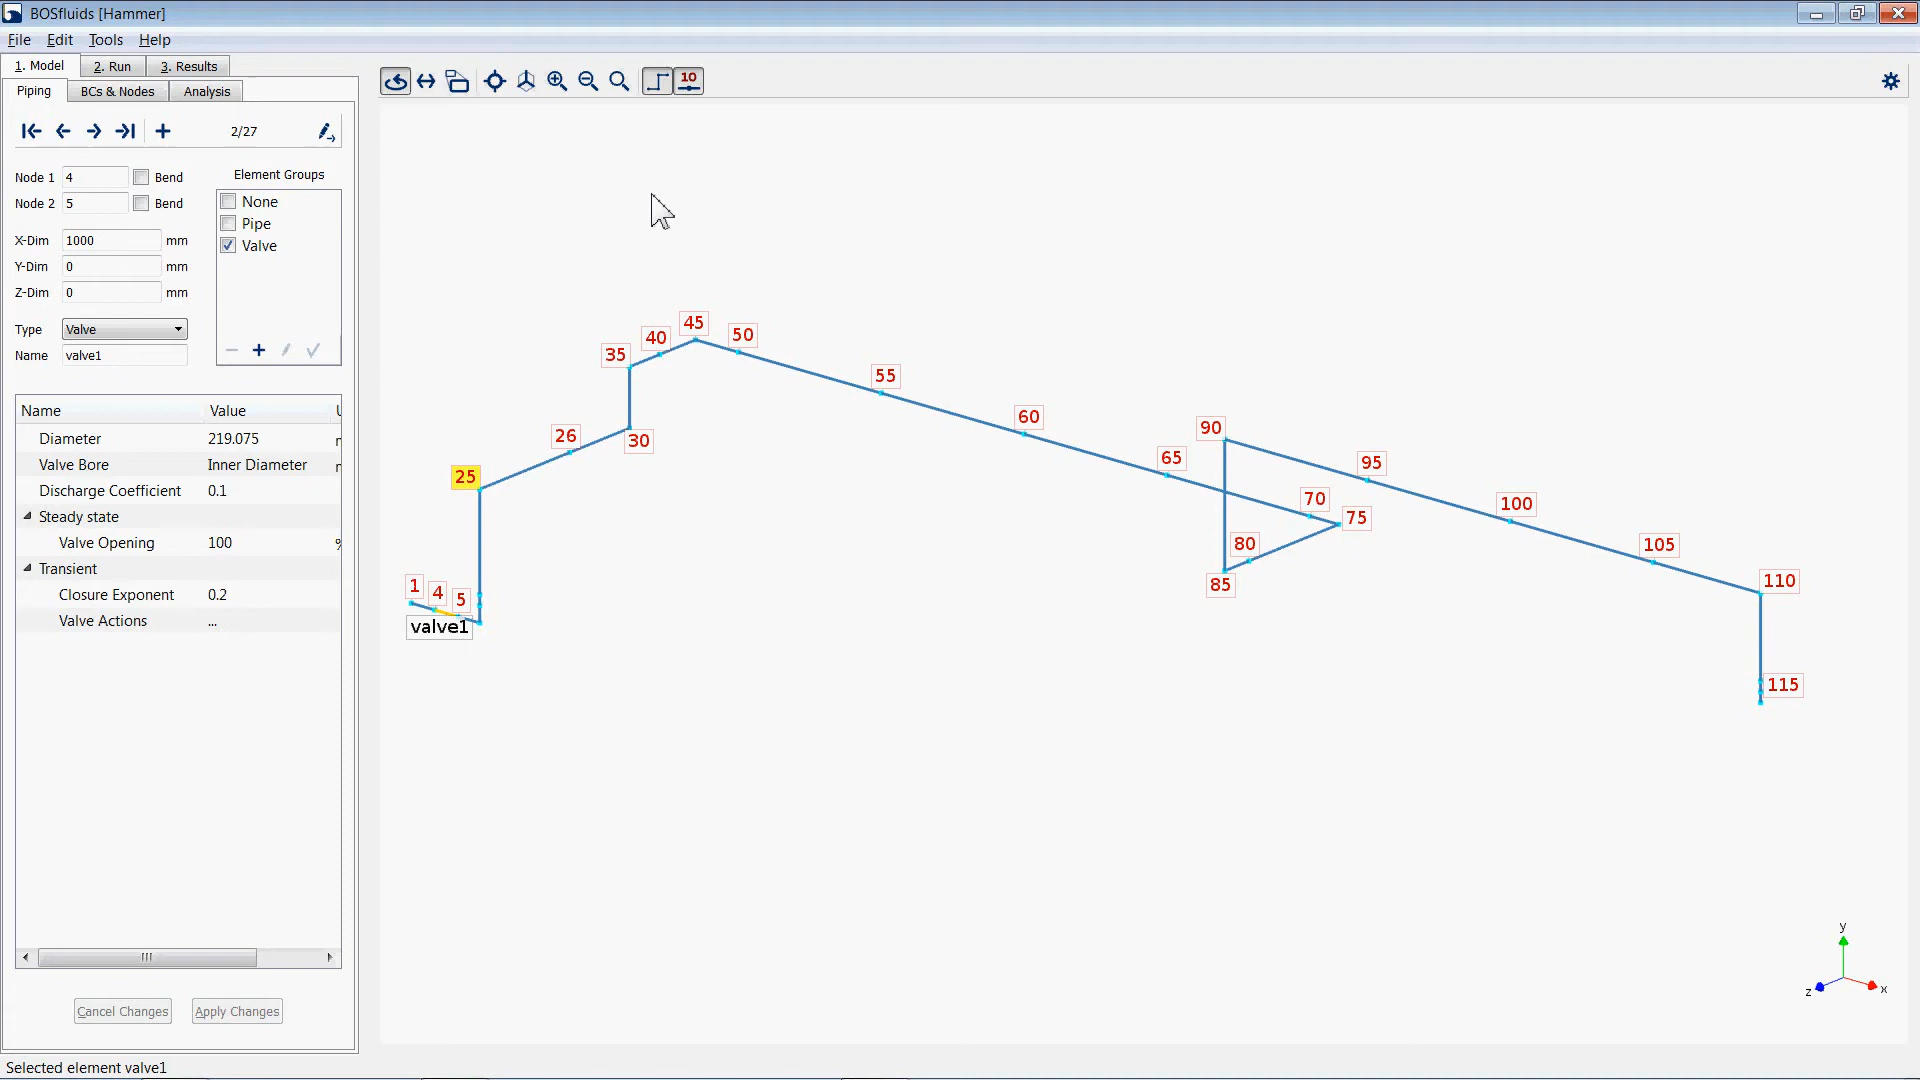 BOSfluids [Hammer]
File Edit Tools Help
1. Model 2. Run 3. Results
Piping BCs & Nodes Analysis
2/27
Node 1 4 Bend
Node 2 5 Bend
X-Dim 1000 mm
Y-Dim 0 mm
Z-Dim 0 mm
Type Valve
Name valve1
Element Groups
None
Pipe
Valve
Name Value
Diameter 219.075
Valve Bore Inner Diameter
Discharge Coefficient 0.1
Steady state
Valve Opening 100 %
Transient
Closure Exponent 0.2
Valve Actions ...
Cancel Changes Apply Changes
Selected element valve1
10
1
4
5
valve1
25
26
30
35
40
45
50
55
60
65
70
75
80
85
90
95
100
105
110
115
y
z
x